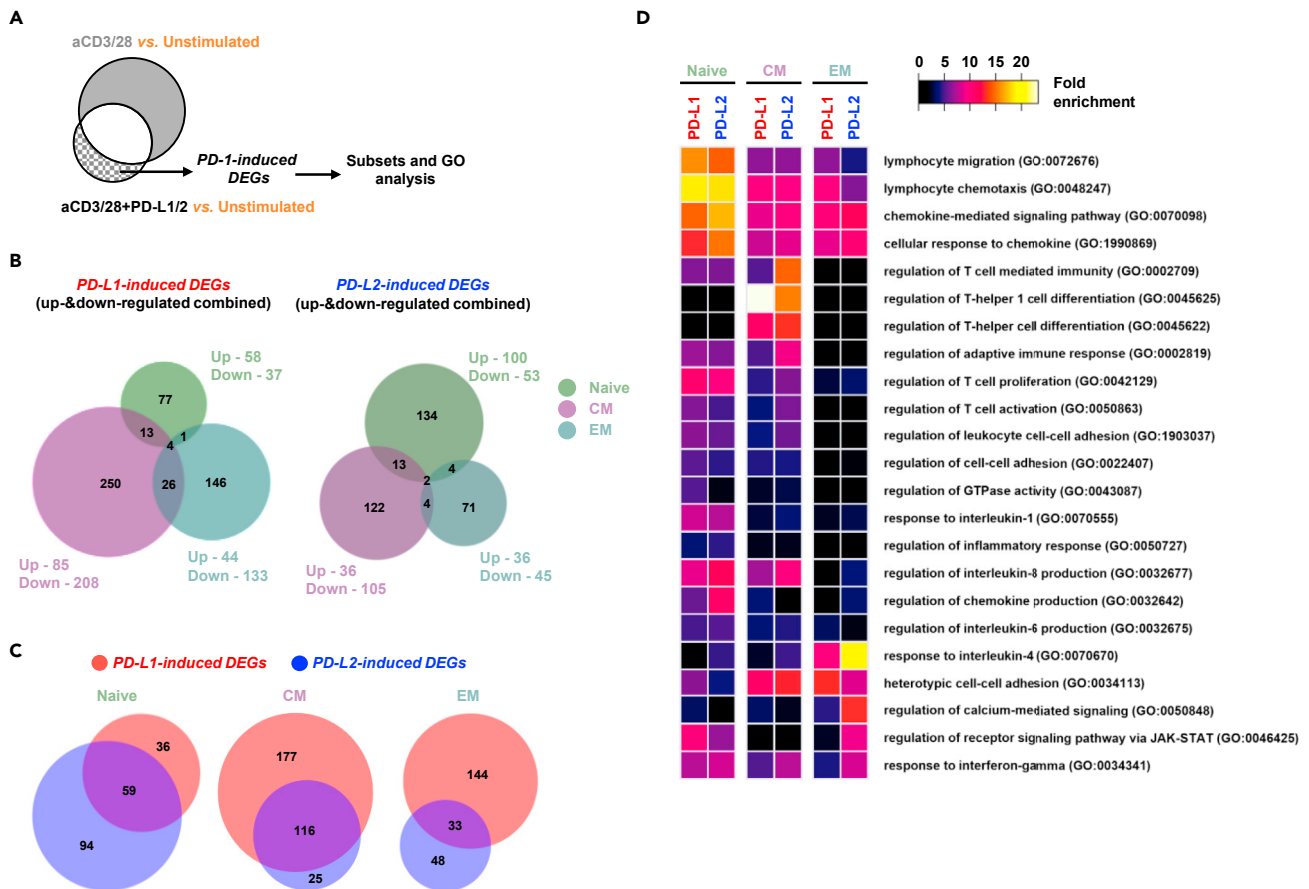 A
aCD3/28 vs. Unstimulated
PD-1-induced
DEGs
Subsets and GO
analysis
aCD3/28+PD-L1/2 vs. Unstimulated
B
PD-L1-induced DEGs
(up-&down-regulated combined)
PD-L2-induced DEGs
(up-&down-regulated combined)
Up - 58
Down - 37
77
13
1
4
250
26
146
Up - 85
Down - 208
Up - 44
Down - 133
Up - 100
Down - 53
134
13
4
2
122
4
71
Up - 36
Down - 105
Up - 36
Down - 45
Naive
CM
EM
C
PD-L1-induced DEGs
PD-L2-induced DEGs
Naive
36
59
94
CM
177
116
25
EM
144
33
48
D
0 5 10 15 20
Fold
enrichment
Naive CM EM
PD-L1 PD-L2 PD-L1 PD-L2 PD-L1 PD-L2
lymphocyte migration (GO:0072676)
lymphocyte chemotaxis (GO:0048247)
chemokine-mediated signaling pathway (GO:0070098)
cellular response to chemokine (GO:1990869)
regulation of T cell mediated immunity (GO:0002709)
regulation of T-helper 1 cell differentiation (GO:0045625)
regulation of T-helper cell differentiation (GO:0045622)
regulation of adaptive immune response (GO:0002819)
regulation of T cell proliferation (GO:0042129)
regulation of T cell activation (GO:0050863)
regulation of leukocyte cell-cell adhesion (GO:1903037)
regulation of cell-cell adhesion (GO:0022407)
regulation of GTPase activity (GO:0043087)
response to interleukin-1 (GO:0070555)
regulation of inflammatory response (GO:0050727)
regulation of interleukin-8 production (GO:0032677)
regulation of chemokine production (GO:0032642)
regulation of interleukin-6 production (GO:0032675)
response to interleukin-4 (GO:0070670)
heterotypic cell-cell adhesion (GO:0034113)
regulation of calcium-mediated signaling (GO:0050848)
regulation of receptor signaling pathway via JAK-STAT (GO:0046425)
response to interferon-gamma (GO:0034341)